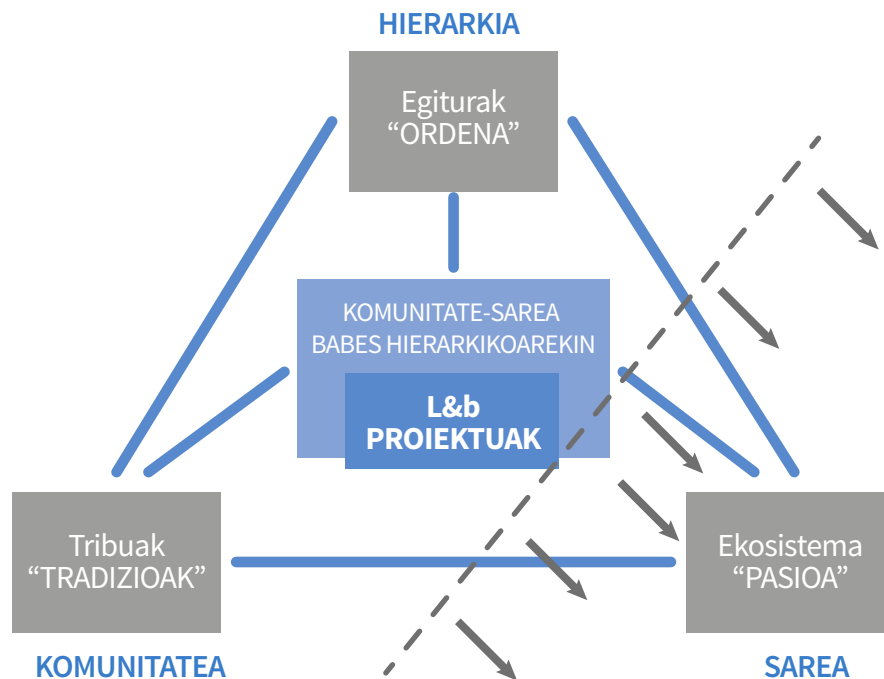 HIERARKIA
Egiturak
“ORDENA”
KOMUNITATE-SAREA
BABES HIERARKIKOAREKIN
L&b
PROIEKTUAK
Tribuak
“TRADIZIOAK”
Ekosistema
“PASIOA”
KOMUNITATEA
SAREA